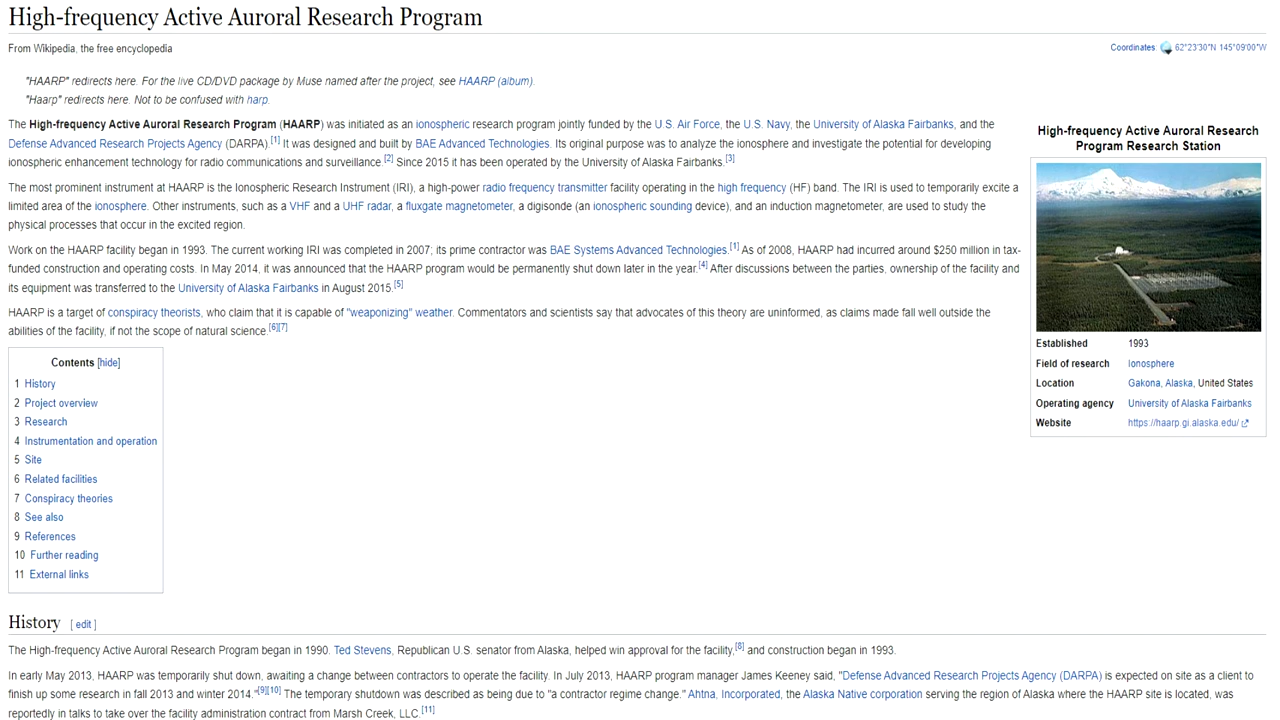 High-frequency Active Auroral Research Program
From Wikipedia, the free encyclopedia
Coordinates: 62°23′30″N 145°09′00″W
"HAARP" redirects here. For the live CD/DVD package by Muse named after the project, see HAARP (album).
"Haarp" redirects here. Not to be confused with harp.
The High-frequency Active Auroral Research Program (HAARP) was initiated as an ionospheric research program jointly funded by the U.S. Air Force, the U.S. Navy, the University of Alaska Fairbanks, and the
Defense Advanced Research Projects Agency (DARPA).[1] It was designed and built by BAE Advanced Technologies. Its original purpose was to analyze the ionosphere and investigate the potential for developing
ionospheric enhancement technology for radio communications and surveillance.[2] Since 2015 it has been operated by the University of Alaska Fairbanks.[3]
The most prominent instrument at HAARP is the Ionospheric Research Instrument (IRI), a high-power radio frequency transmitter facility operating in the high frequency (HF) band. The IRI is used to temporarily excite a
limited area of the ionosphere. Other instruments, such as a VHF and a UHF radar, a fluxgate magnetometer, a digisonde (an ionospheric sounding device), and an induction magnetometer, are used to study the
physical processes that occur in the excited region.
Work on the HAARP facility began in 1993. The current working IRI was completed in 2007; its prime contractor was BAE Systems Advanced Technologies.[1] As of 2008, HAARP had incurred around $250 million in tax-
funded construction and operating costs. In May 2014, it was announced that the HAARP program would be permanently shut down later in the year.[4] After discussions between the parties, ownership of the facility and
its equipment was transferred to the University of Alaska Fairbanks in August 2015.[5]
HAARP is a target of conspiracy theorists, who claim that it is capable of "weaponizing" weather. Commentators and scientists say that advocates of this theory are uninformed, as claims made fall well outside the
abilities of the facility, if not the scope of natural science.[6][7]
High-frequency Active Auroral Research
Program Research Station
Established 1993
Field of research Ionosphere
Location Gakona, Alaska, United States
Operating agency University of Alaska Fairbanks
Website https://haarp.gi.alaska.edu/
Contents [hide]
1 History
2 Project overview
3 Research
4 Instrumentation and operation
5 Site
6 Related facilities
7 Conspiracy theories
8 See also
9 References
10 Further reading
11 External links
History [ edit ]
The High-frequency Active Auroral Research Program began in 1990. Ted Stevens, Republican U.S. senator from Alaska, helped win approval for the facility,[8] and construction began in 1993.
In early May 2013, HAARP was temporarily shut down, awaiting a change between contractors to operate the facility. In July 2013, HAARP program manager James Keeney said, "Defense Advanced Research Projects Agency (DARPA) is expected on site as a client to
finish up some research in fall 2013 and winter 2014."[9][10] The temporary shutdown was described as being due to "a contractor regime change." Ahtna, Incorporated, the Alaska Native corporation serving the region of Alaska where the HAARP site is located, was
reportedly in talks to take over the facility administration contract from Marsh Creek, LLC.[11]